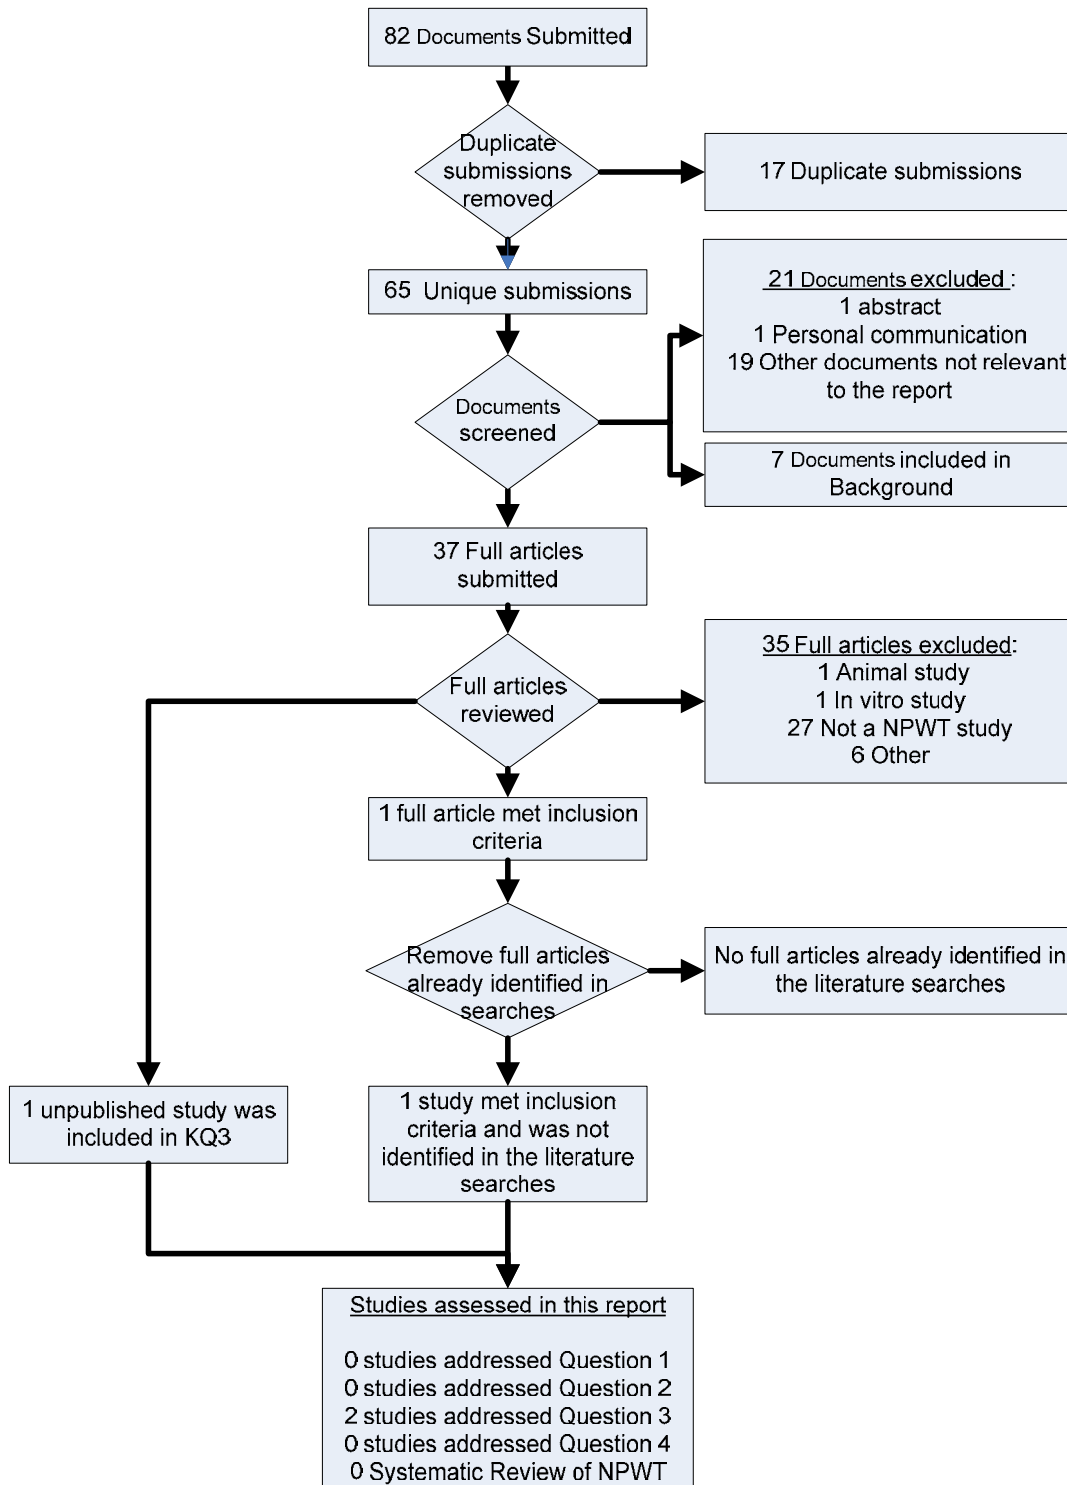 82 Documents Submitted
Duplicate
submissions
removed
17 Duplicate submissions
65 Unique submissions
21 Documents excluded :
1 abstract
1 Personal communication
19 Other documents not relevant
to the report
Documents
screened
7 Documents included in
Background
37 Full articles
submitted
35 Full articles excluded:
1 Animal study
1 In vitro study
27 Not a NPWT study
6 Other
Full articles
reviewed
1 full article met inclusion
criteria
Remove full articles
already identified in
searches
No full articles already identified in
the literature searches
1 unpublished study was
included in KQ3
1 study met inclusion
criteria and was not
identified in the literature
searches
Studies assessed in this report
0 studies addressed Question 1
0 studies addressed Question 2
2 studies addressed Question 3
0 studies addressed Question 4
0 Systematic Review of NPWT